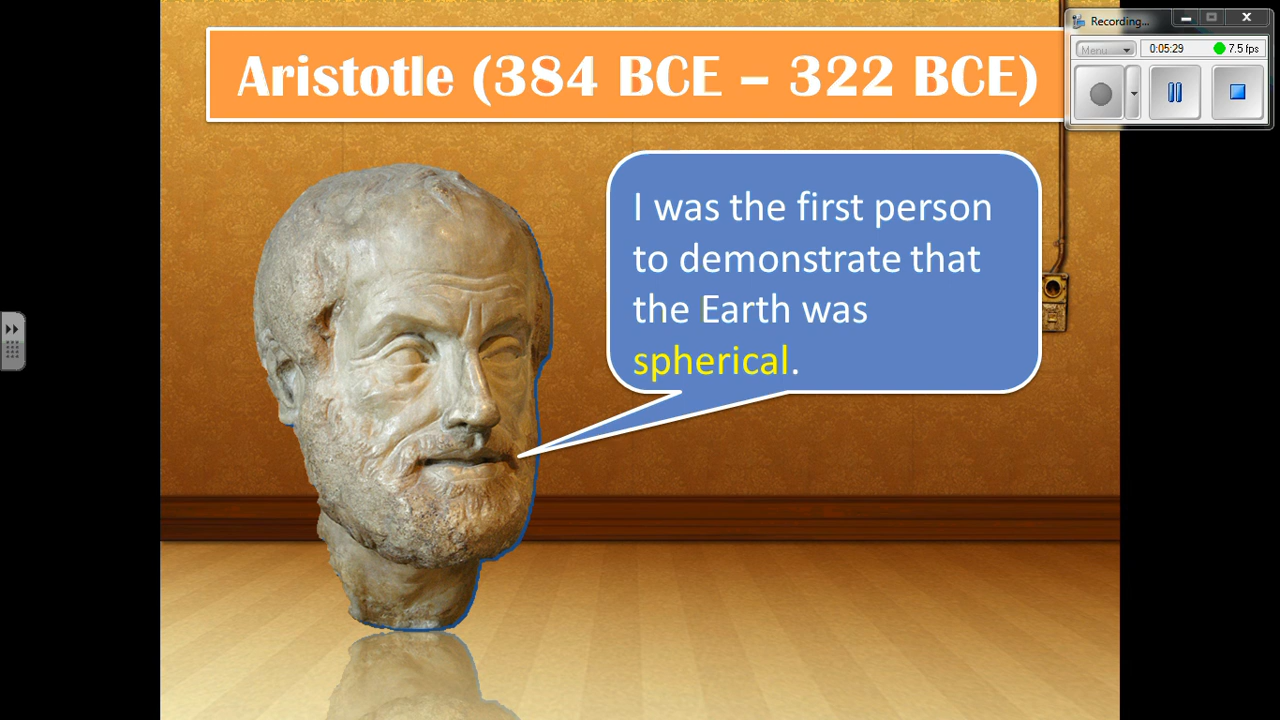 Aristotle (384 BCE – 322 BCE)
Recording...
Menu
0:05:29
7.5 fps
I was the first person
to demonstrate that
the Earth was
spherical.